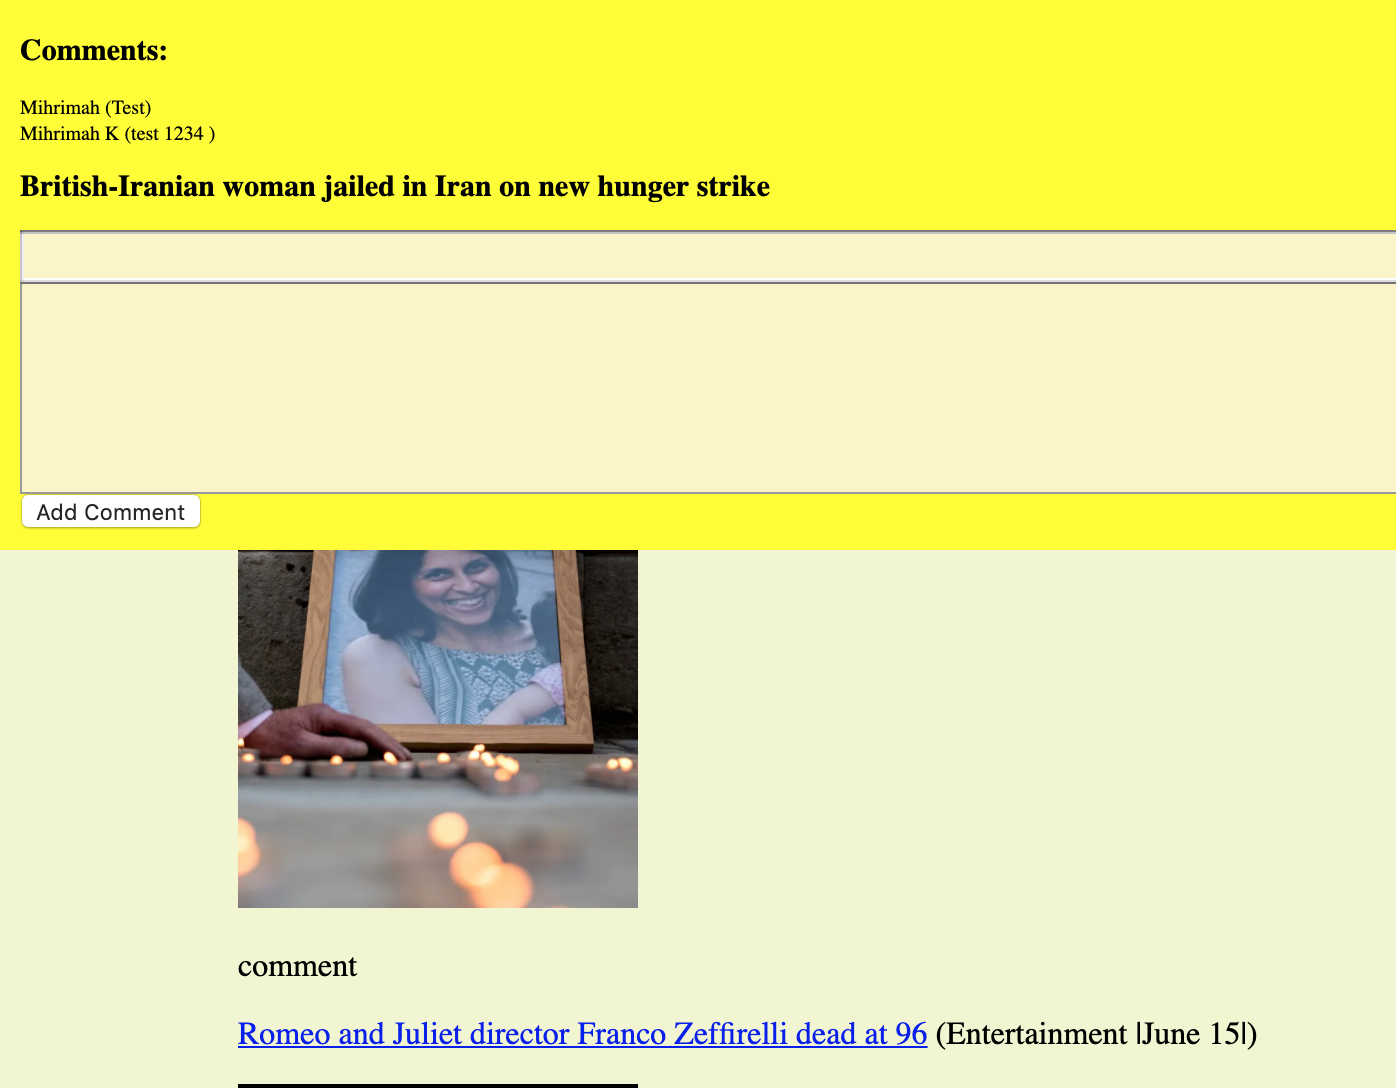 Comments:
Mihrimah (Test)
Mihrimah K (test 1234 )
British-Iranian woman jailed in Iran on new hunger strike
Add Comment
comment
Romeo and Juliet director Franco Zeffirelli dead at 96 (Entertainment |June 15|)